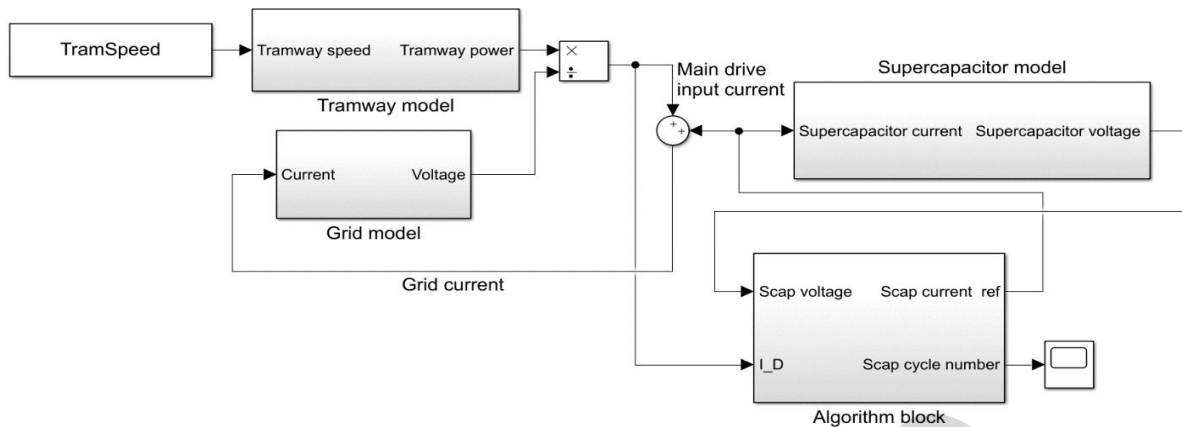 TramSpeed
Tramway speed
Tramway power
Tramway model
×
÷
Main drive
input current
+
+
Supercapacitor model
Supercapacitor current
Supercapacitor voltage
Current
Voltage
Grid model
Grid current
Scap voltage
Scap current ref
I_D
Scap cycle number
Algorithm block